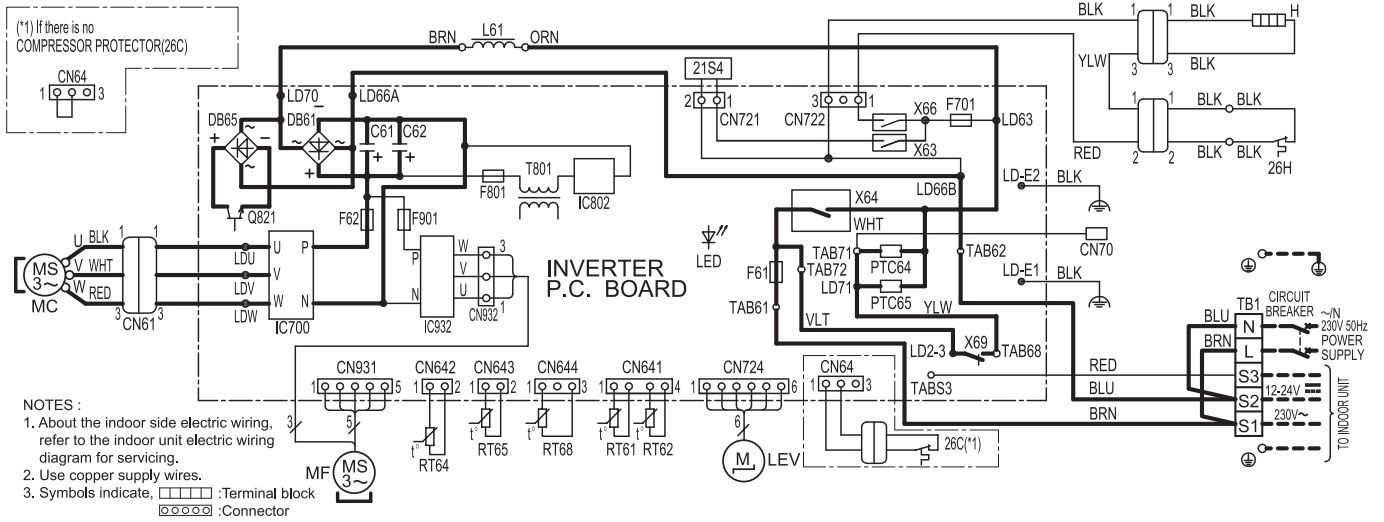 (*1) If there is no
COMPRESSOR PROTECTOR(26C)
CN64
1 3
BRN L61 ORN
BLK 1 1 BLK H
YLW 3 3 BLK
1 1 BLK BLK
RED 2 2 BLK BLK
26H
21S4
2 1
CN721
3 1
CN722
X66 F701
X63
LD63
LD70 LD66A
DB65 DB61
~ − ~
+ − + ~
~ ~
C61 C62
+ +
Q821
F801 T801 IC802
F62 F901
LD66B
LD-E2 BLK
X64
WHT
CN70
LED
TAB71
TAB72
PTC64
LD71
PTC65
TAB62
LD-E1 BLK
F61
TAB61
VLT
YLW
LD2-3 X69 TAB68
U BLK 1 1
V WHT
W RED 3 3
MS
3~
MC
CN61
LDU
LDV
LDW
U P
V
W N
IC700
P W
V
N U
IC932
3
1
CN932
INVERTER
P.C. BOARD
TB1
CIRCUIT
BREAKER
~/N
230V 50Hz
POWER
SUPPLY
BLU N
BRN L
RED S3
BLU S2
BRN S1
12-24V
230V~
TO INDOOR UNIT
TABS3
CN931
1 5
CN642
1 2
CN643
1 2
CN644
1 3
CN641
1 4
CN724
1 6
CN64
1 3
3 5
t° RT64
t° RT65
t° RT68
t° RT61
t° RT62
6
M LEV
26C(*1)
MF MS
3~
NOTES :
1. About the indoor side electric wiring,
refer to the indoor unit electric wiring
diagram for servicing.
2. Use copper supply wires.
3. Symbols indicate, :Terminal block
:Connector